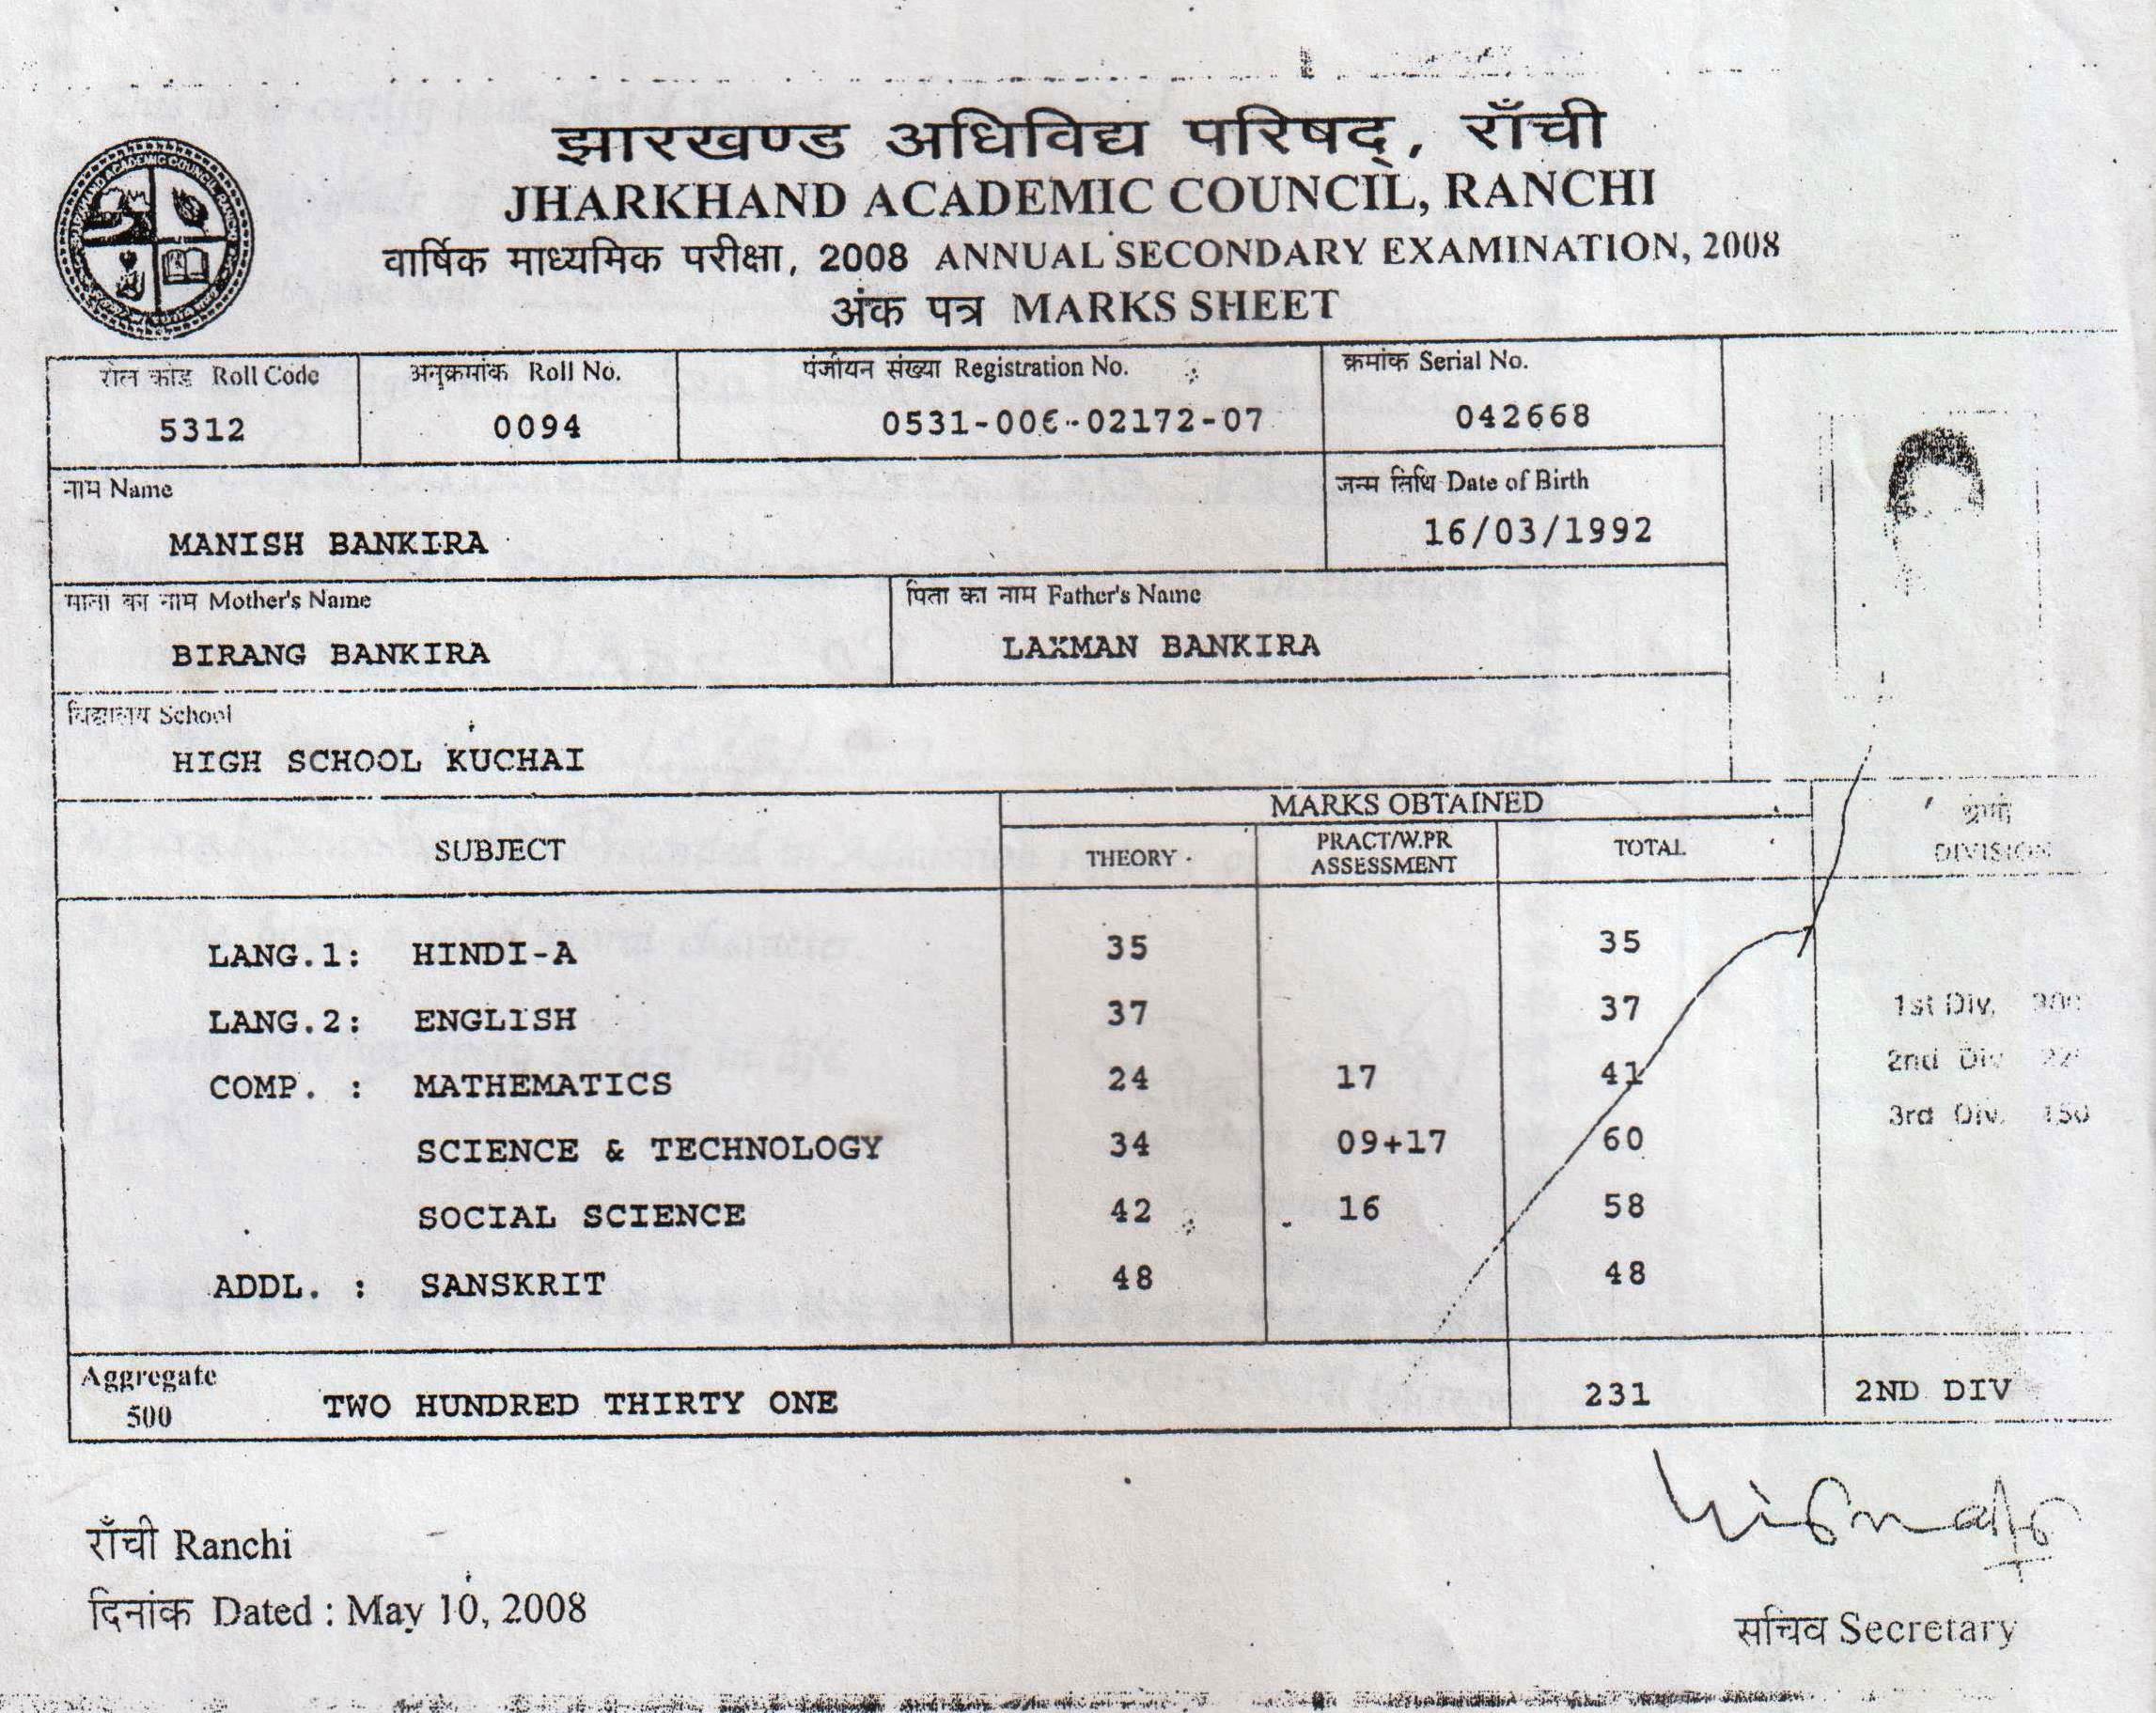 झारखण्ड अधिविद्य परिषद्, राँची
JHARKHAND ACADEMIC COUNCIL, RANCHI
वार्षिक माध्यमिक परीक्षा, 2008 ANNUAL SECONDARY EXAMINATION, 2008
अंक पत्र MARKS SHEET
रोल कोड Roll Code अनुक्रमांक Roll No. पंजीयन संख्या Registration No. क्रमांक Serial No.
5312 0094 0531-006-02172-07 042668
नाम Name जन्म तिथि Date of Birth
MANISH BANKIRA 16/03/1992
माता का नाम Mother's Name पिता का नाम Father's Name
BIRANG BANKIRA LAXMAN BANKIRA
विद्यालय School
HIGH SCHOOL KUCHAI
MARKS OBTAINED श्रेणी
SUBJECT THEORY PRACT/W.PR ASSESSMENT TOTAL DIVISION
LANG.1: HINDI-A 35 35
LANG.2: ENGLISH 37 37 1st Div.
COMP. : MATHEMATICS 24 17 41 2nd Div
SCIENCE & TECHNOLOGY 34 09+17 60 3rd Div. 150
SOCIAL SCIENCE 42 16 58
ADDL. : SANSKRIT 48 48
Aggregate
500 TWO HUNDRED THIRTY ONE 231 2ND DIV
राँची Ranchi
दिनांक Dated : May 10, 2008
सचिव Secretary